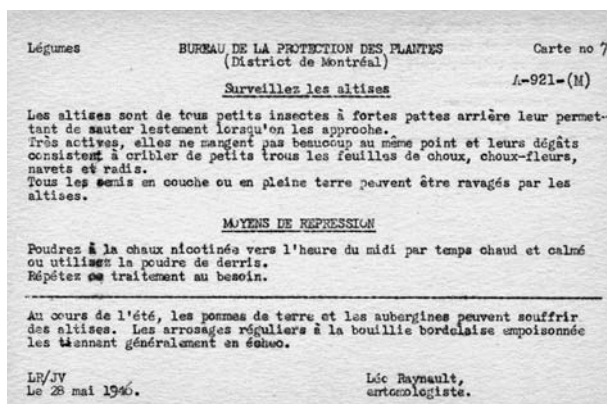 Légumes BUREAU DE LA PROTECTION DES PLANTES Carte no 7
(District de Montréal)
A-921-(M)
Surveillez les altises
Les altises sont de tous petits insectes à fortes pattes arrière leur permet-
tant de sauter lestement lorsqu'on les approche.
Très actives, elles ne mangent pas beaucoup au même point et leurs dégâts
consistent à cribler de petits trous les feuilles de choux, choux-fleurs,
navets et radis.
Tous les semis en couche ou en pleine terre peuvent être ravagés par les
altises.
MOYENS DE REPRESSION
Poudrez à la chaux nicotinée vers l'heure du midi par temps chaud et calme
ou utilisez la poudre de derris.
Répétez ce traitement au besoin.
Au cours de l'été, les pommes de terre et les aubergines peuvent souffrir
des altises. Les arrosages réguliers à la bouillie bordelaise empoisonnée
les tiennent généralement en échec.
LR/JV Léo Raynault,
Le 28 mai 1946. entomologiste.